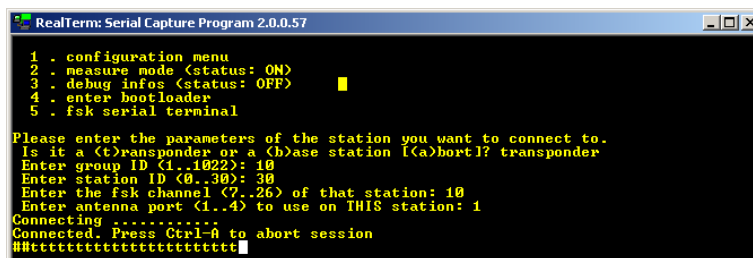 RealTerm: Serial Capture Program 2.0.0.57
1 . configuration menu
2 . measure mode (status: ON)
3 . debug infos (status: OFF)
4 . enter bootloader
5 . fsk serial terminal
Please enter the parameters of the station you want to connect to.
Is it a (t)ransponder or a (b)ase station [(a)bort]? transponder
Enter group ID (1..1022): 10
Enter station ID (0..30): 30
Enter the fsk channel (7..26) of that station: 10
Enter antenna port (1..4) to use on THIS station: 1
Connecting ............
Connected. Press Ctrl-A to abort session
##tttttttttttttttttttttttt